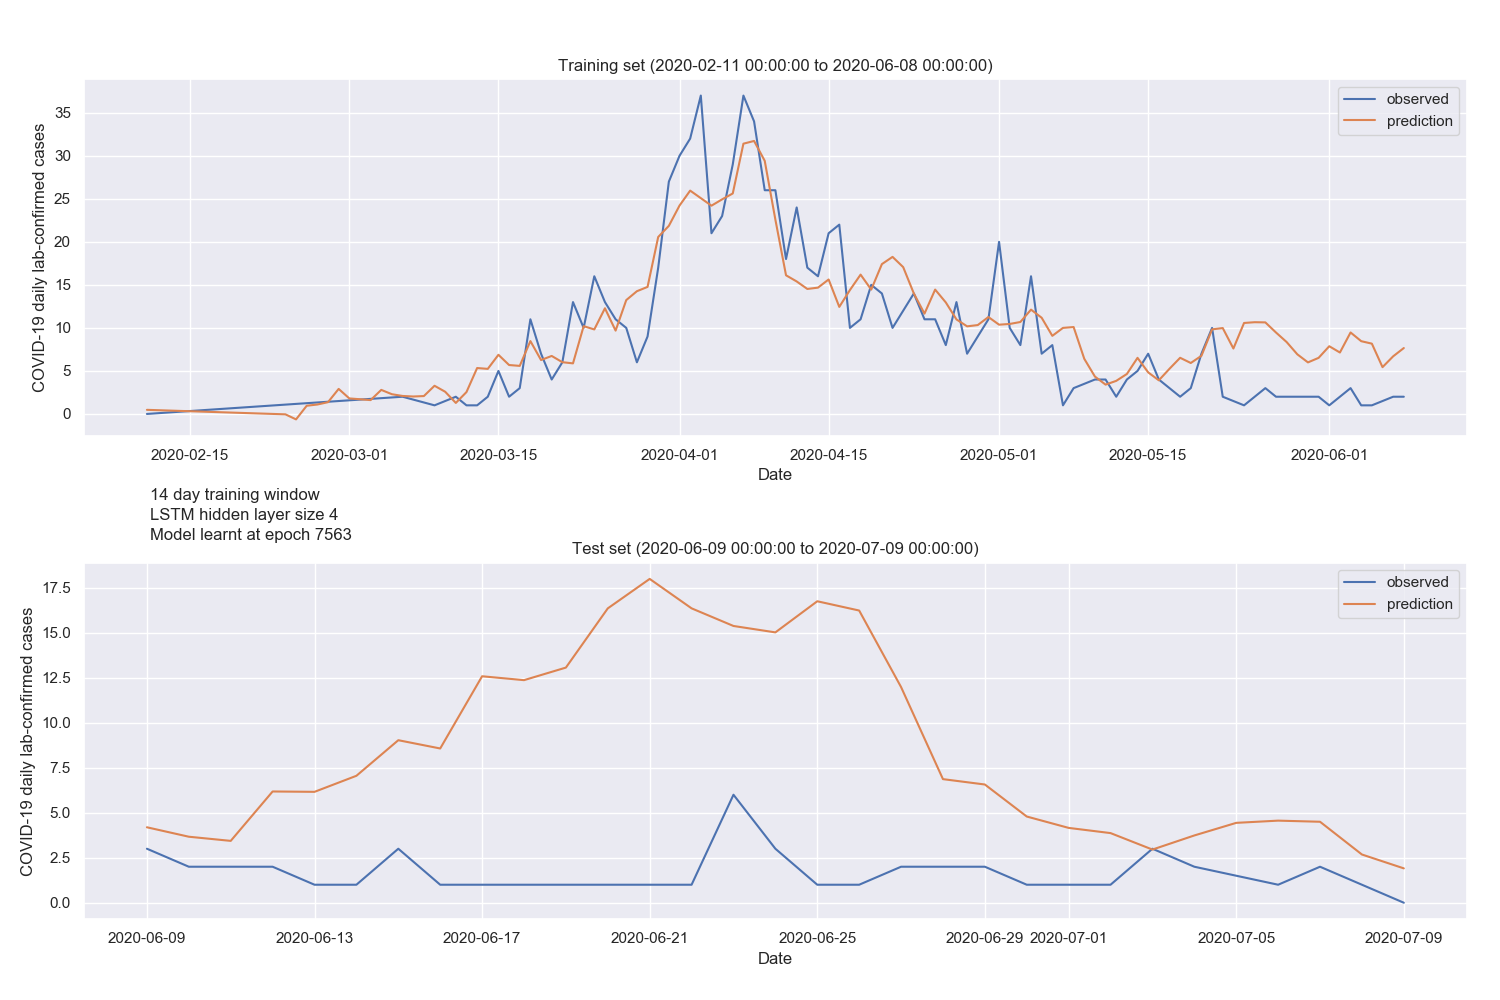 Training set (2020-02-11 00:00:00 to 2020-06-08 00:00:00)
observed
prediction
COVID-19 daily lab-confirmed cases
35
30
25
20
15
10
5
0
2020-02-15 2020-03-01 2020-03-15 2020-04-01 2020-04-15 2020-05-01 2020-05-15 2020-06-01
Date
14 day training window
LSTM hidden layer size 4
Model learnt at epoch 7563
Test set (2020-06-09 00:00:00 to 2020-07-09 00:00:00)
observed
prediction
COVID-19 daily lab-confirmed cases
17.5
15.0
12.5
10.0
7.5
5.0
2.5
0.0
2020-06-09 2020-06-13 2020-06-17 2020-06-21 2020-06-25 2020-06-29 2020-07-01 2020-07-05 2020-07-09
Date